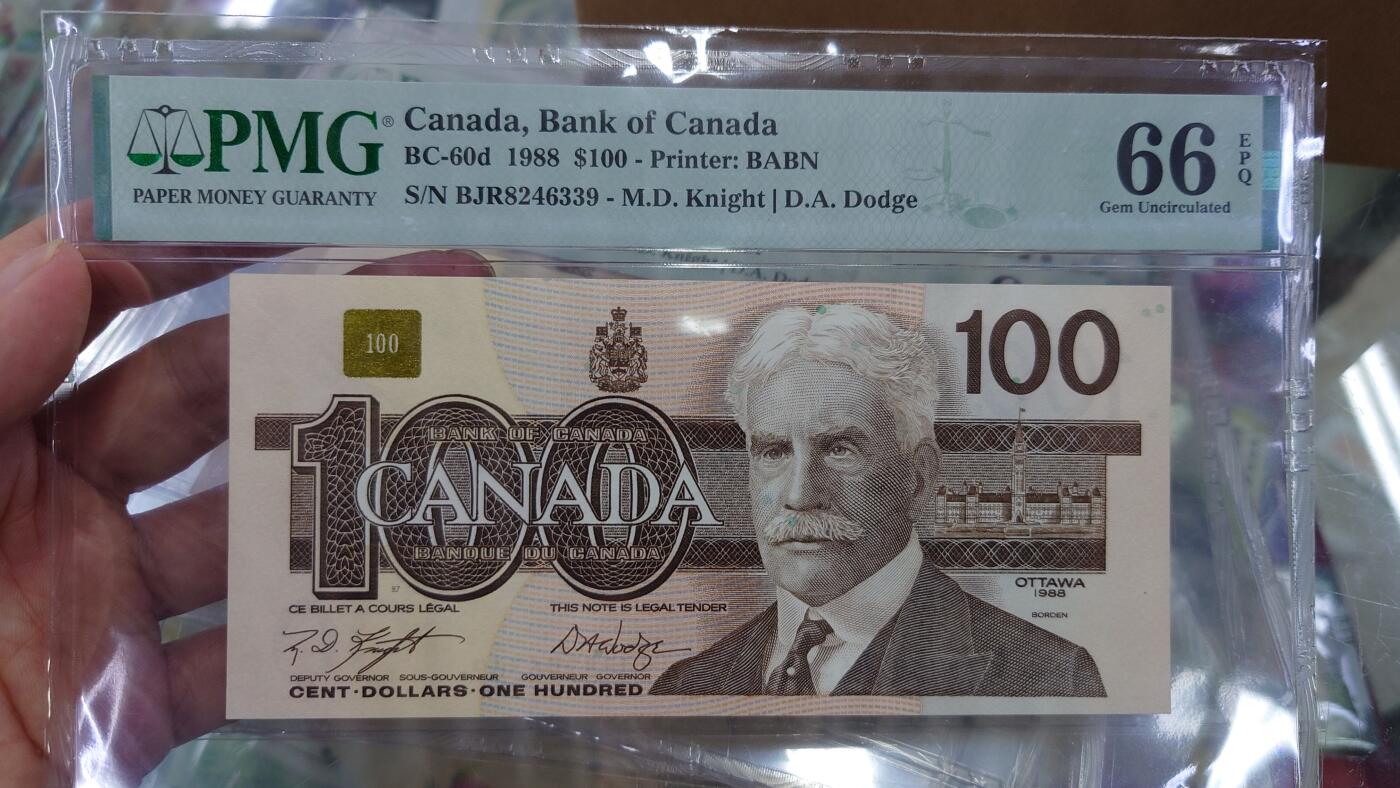 PMG®
PAPER MONEY GUARANTY
Canada, Bank of Canada
BC-60d 1988 $100 - Printer: BABN
S/N BJR8246339 - M.D. Knight | D.A. Dodge
66
EPQ
Gem Uncirculated
100
100
100
BANK OF CANADA
CANADA
BANQUE DU CANADA
CE BILLET A COURS LÉGAL
THIS NOTE IS LEGAL TENDER
OTTAWA
1988
BORDEN
DEPUTY GOVERNOR SOUS-GOUVERNEUR
GOUVERNEUR GOVERNOR
CENT·DOLLARS·ONE HUNDRED